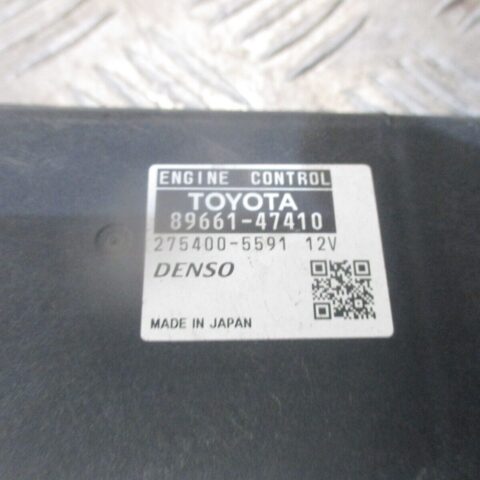 ENGINE CONTROL
TOYOTA
89661-47410
275400-5591 12V
DENSO
MADE IN JAPAN